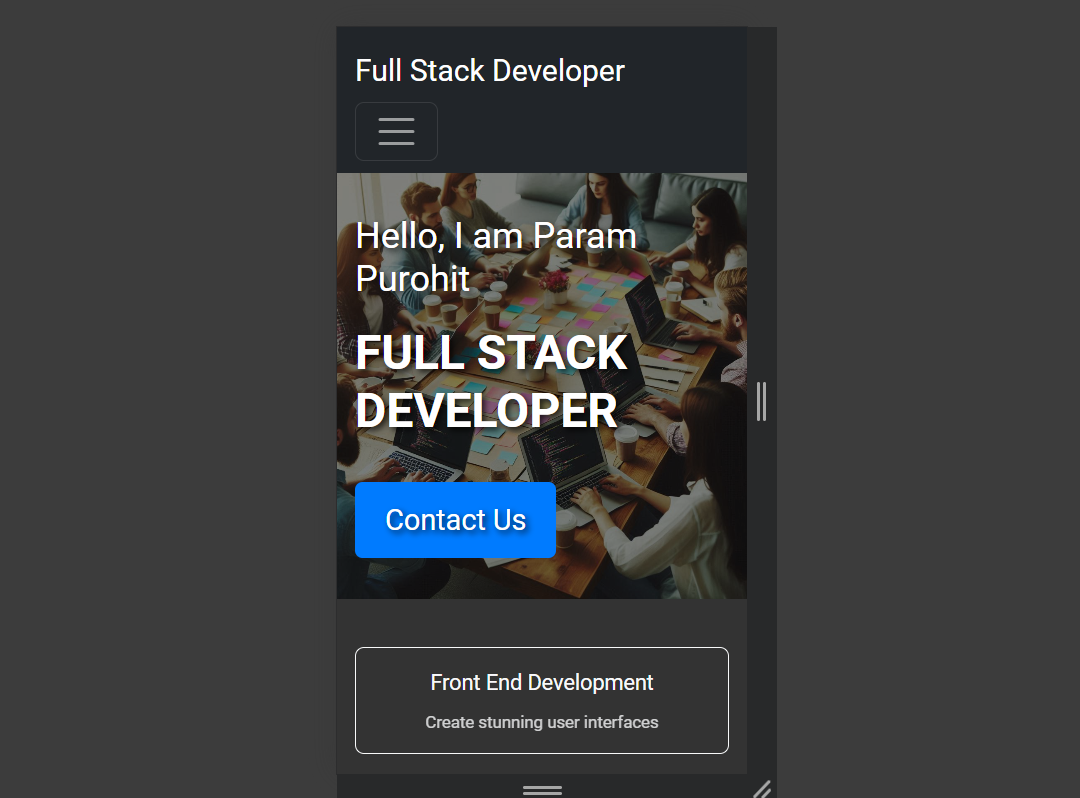 Full Stack Developer
Hello, I am Param
Purohit
FULL STACK
DEVELOPER
Contact Us
Front End Development
Create stunning user interfaces